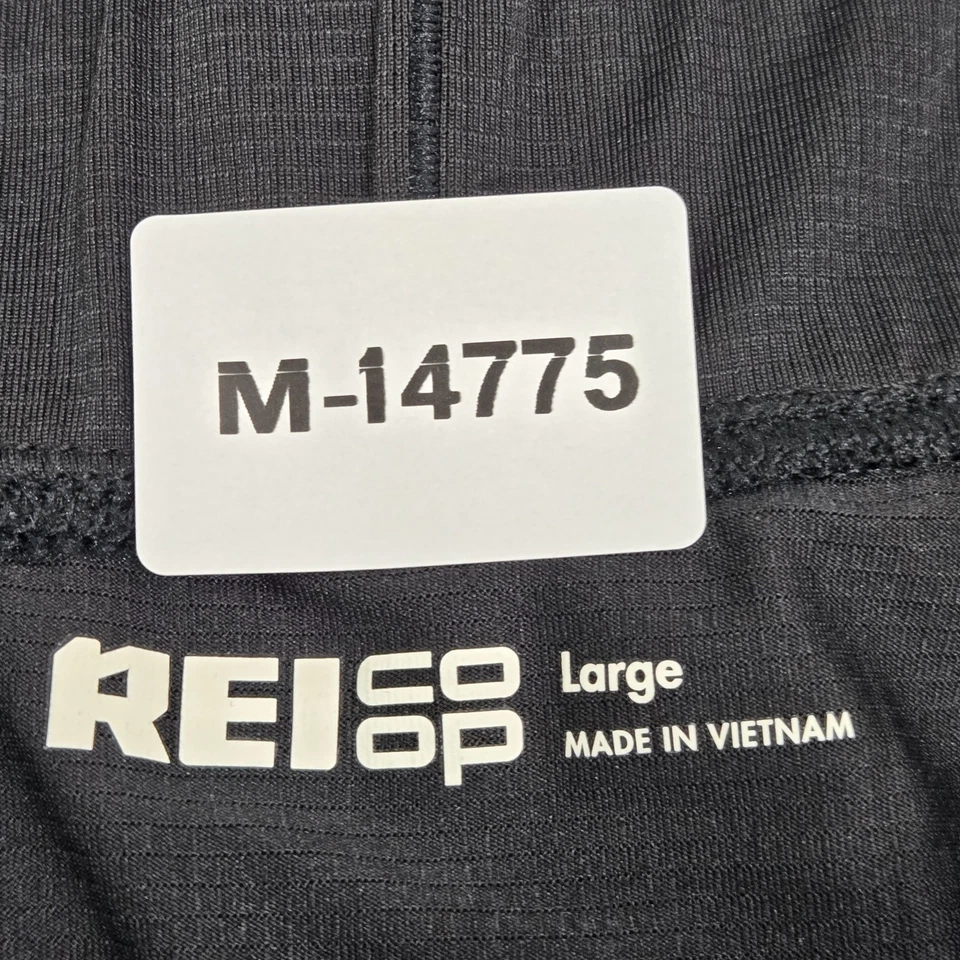 M-14775
REI CO OP
Large
MADE IN VIETNAM